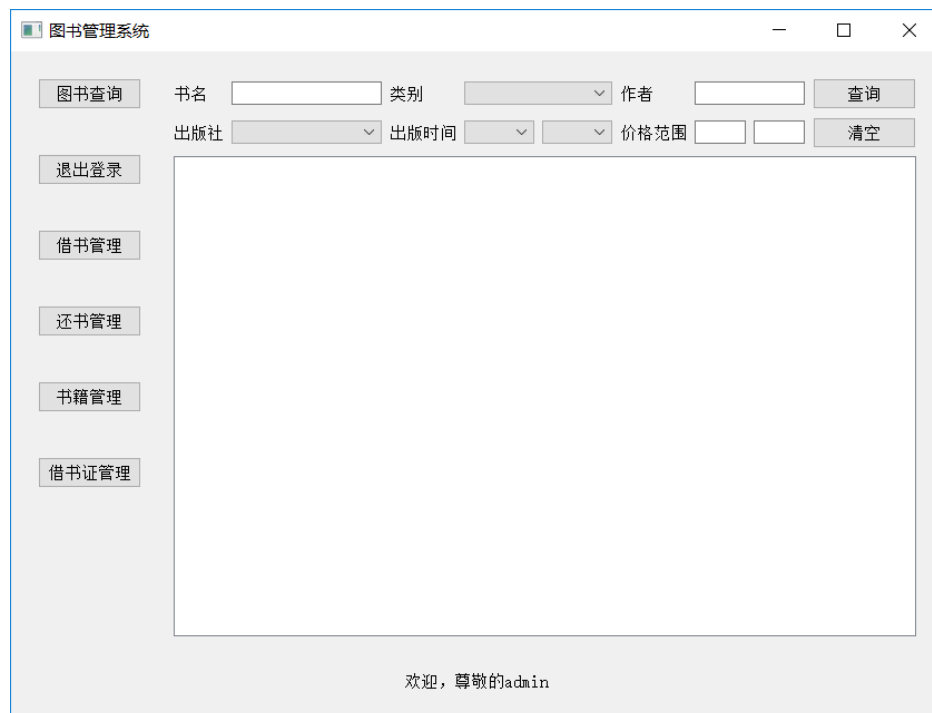 图书管理系统
图书查询 书名 类别 作者 查询
出版社 出版时间 价格范围 清空
退出登录
借书管理
还书管理
书籍管理
借书证管理
欢迎，尊敬的admin